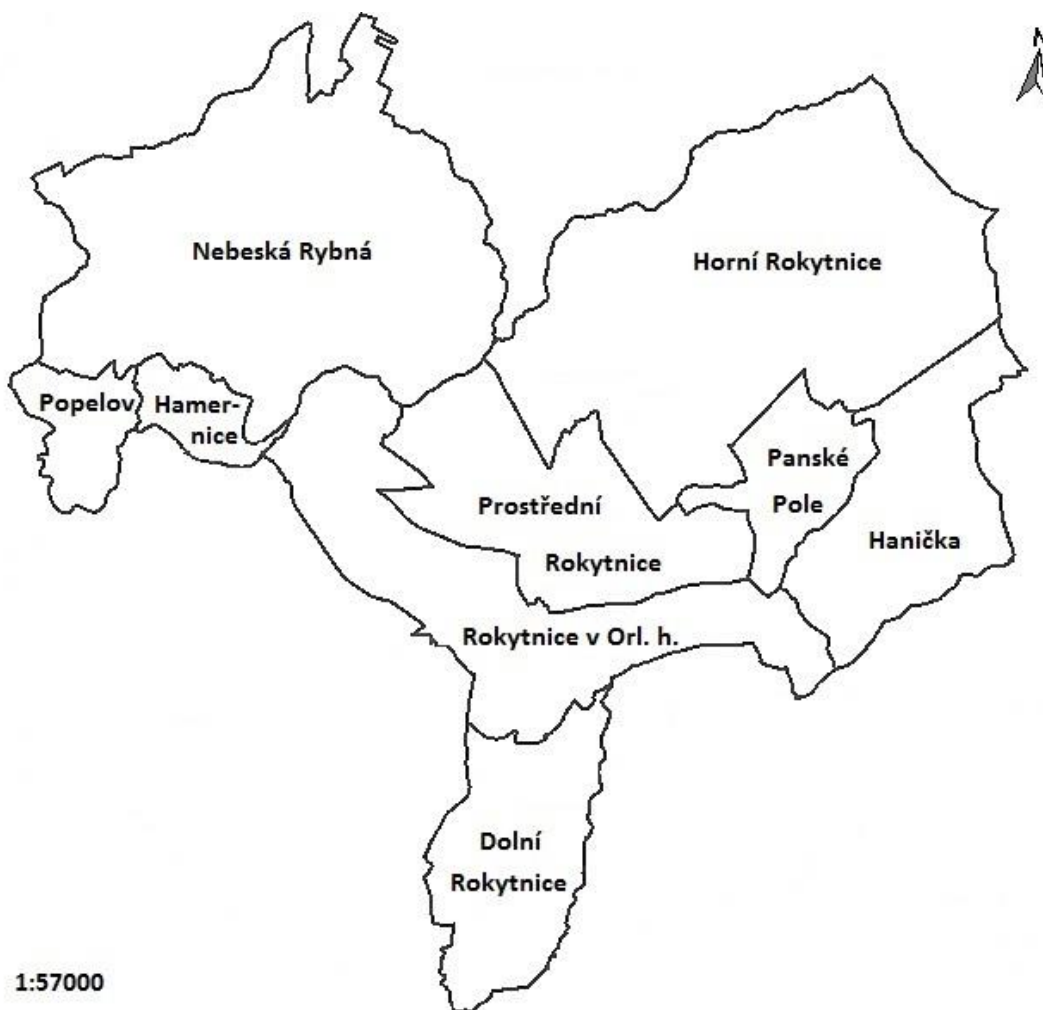 N
Nebeská Rybná
Horní Rokytnice
Popelov
Hamer-
nice
Panské
Pole
Prostřední
Rokytnice
Hanička
Rokytnice v Orl. h.
Dolní
Rokytnice
1:57000